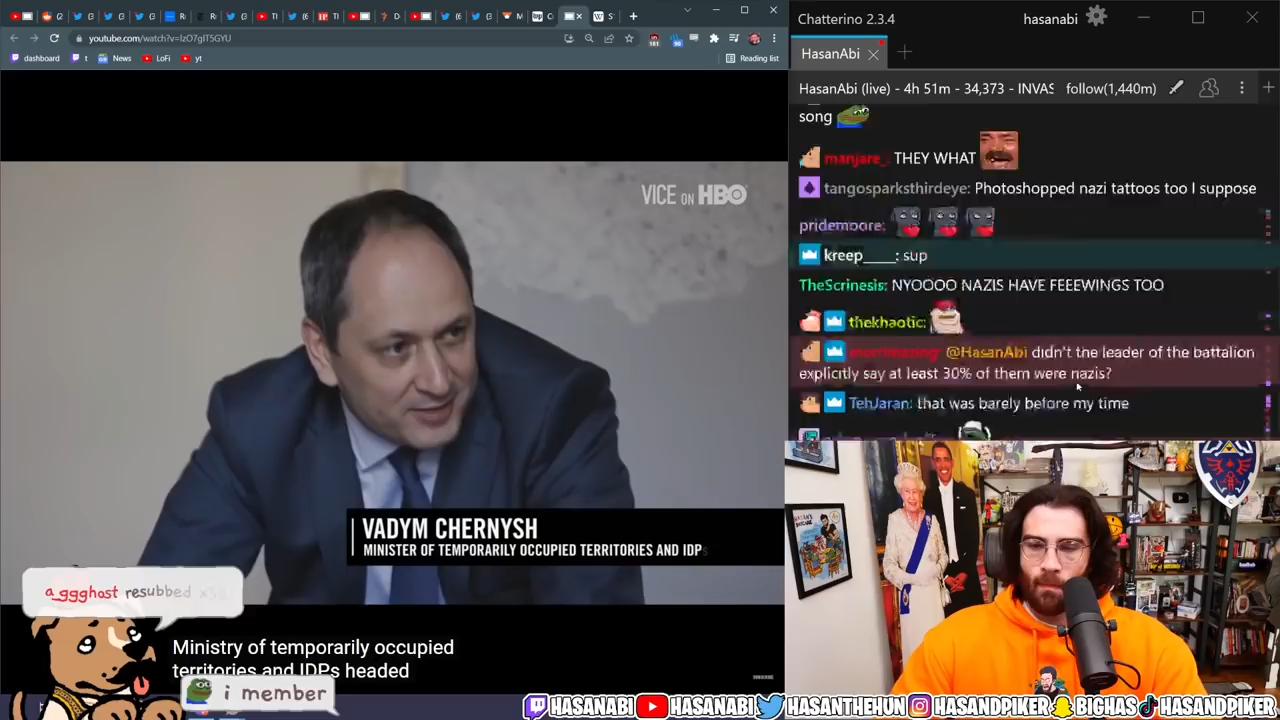 youtube.com/watch?v=IzO7gIT5GYU
dashboard
t
News
LoFi
yt
Reading list
VICE ON HBO
VADYM CHERNYSH
MINISTER OF TEMPORARILY OCCUPIED TERRITORIES AND IDPs
a_ggghost resubbed
Ministry of temporarily occupied
territories and IDPs headed
i member
Chatterino 2.3.4
hasanabi
HasanAbi
HasanAbi (live) - 4h 51m - 34,373 - INVAS
follow(1,440m)
song
manjare_: THEY WHAT
tangosparksthirdeye: Photoshopped nazi tattoos too I suppose
pridemoore:
kreep____: sup
TheScrinesis: NYOOOO NAZIS HAVE FEEEWINGS TOO
thekhaotic:
@HasanAbi didn't the leader of the battalion
explicitly say at least 30% of them were nazis?
TehJaran: that was barely before my time
HASANABI
HASANABI
HASANTHEHUN
HASANDPIKER
BIGHAS
HASANDPIKER